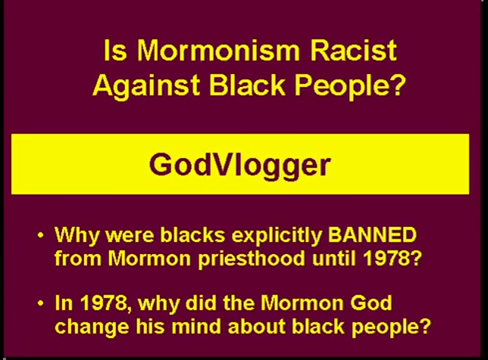 Is Mormonism Racist
Against Black People?
GodVlogger
• Why were blacks explicitly BANNED
from Mormon priesthood until 1978?
• In 1978, why did the Mormon God
change his mind about black people?